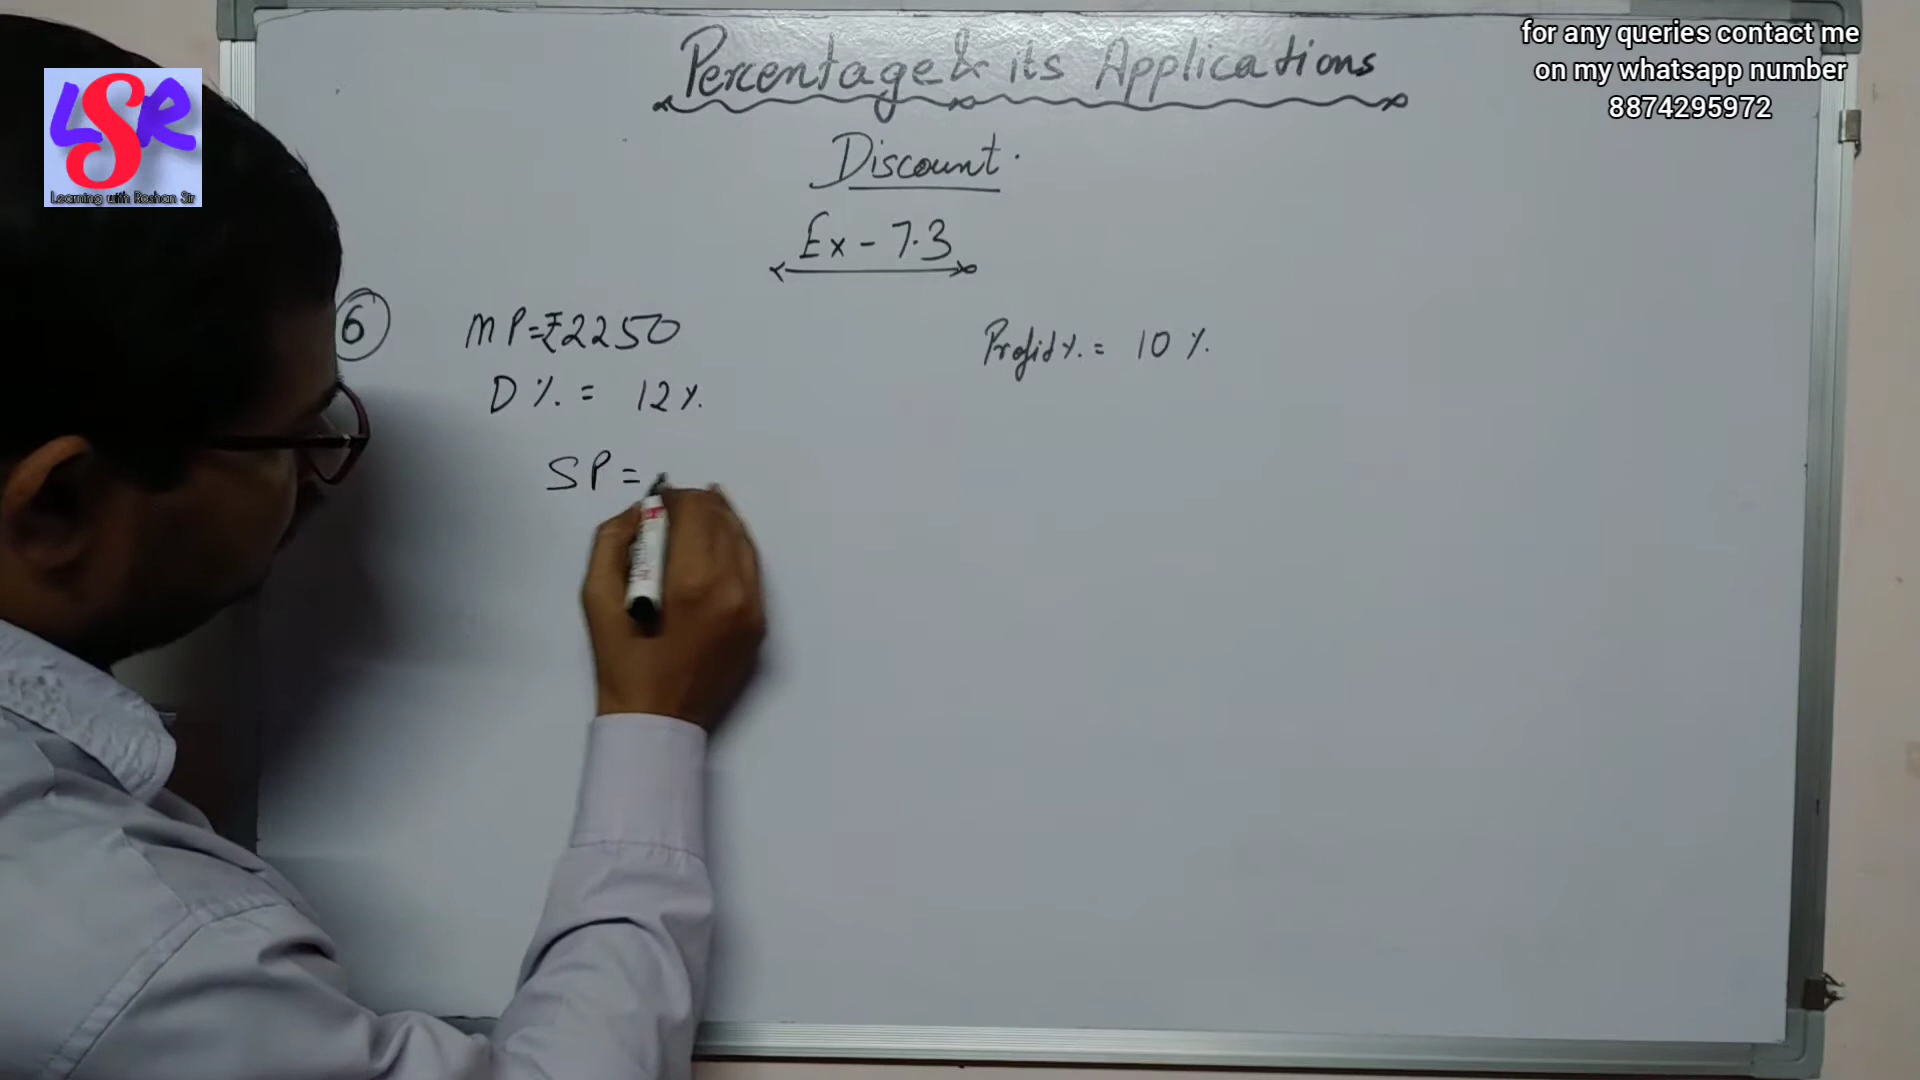 for any queries contact me
on my whatsapp number
8874295972
LSR
Learning with Roshan Sir
Percentage & its Applications
Discount.
Ex - 7.3
6
MP=₹2250
Profit%. = 10%.
D%. = 12%.
SP=